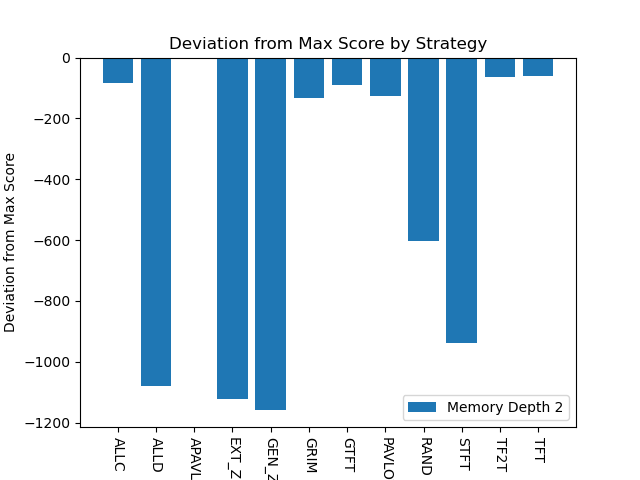 Deviation from Max Score by Strategy
Deviation from Max Score
0
−200
−400
−600
−800
−1000
−1200
Memory Depth 2
ALLC
ALLD
APAVL
EXT_Z
GEN_Z
GRIM
GTFT
PAVLO
RAND
STFT
TF2T
TFT